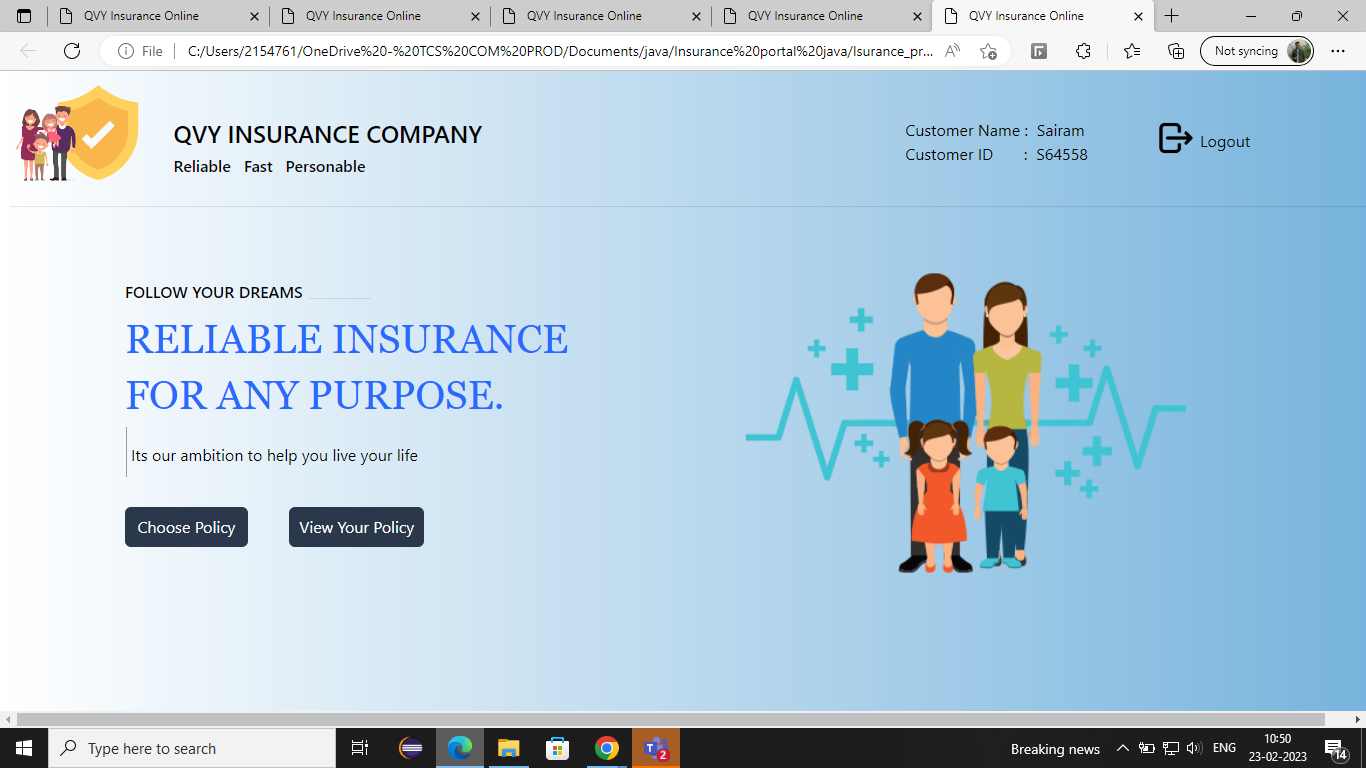 QVY Insurance Online
QVY Insurance Online
QVY Insurance Online
QVY Insurance Online
QVY Insurance Online
File
C:/Users/2154761/OneDrive%20-%20TCS%20COM%20PROD/Documents/java/Insurance%20portal%20java/Isurance_pr...
Not syncing
QVY INSURANCE COMPANY
Reliable Fast Personable
Customer Name : Sairam
Customer ID : S64558
Logout
FOLLOW YOUR DREAMS
RELIABLE INSURANCE
FOR ANY PURPOSE.
Its our ambition to help you live your life
Choose Policy
View Your Policy
Type here to search
2
Breaking news
ENG
10:50
23-02-2023
14